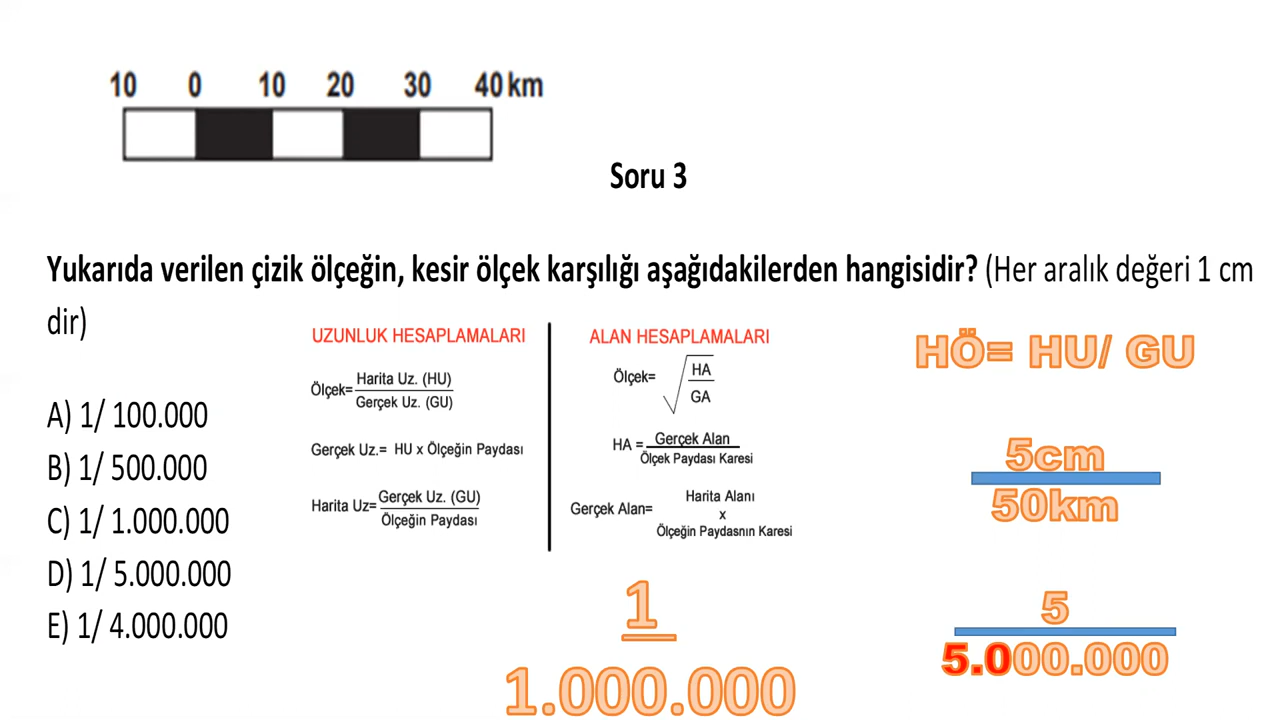 10 0 10 20 30 40 km
Soru 3
Yukarıda verilen çizik ölçeğin, kesir ölçek karşılığı aşağıdakilerden hangisidir? (Her aralık değeri 1 cm
dir)
A) 1/ 100.000
B) 1/ 500.000
C) 1/ 1.000.000
D) 1/ 5.000.000
E) 1/ 4.000.000
UZUNLUK HESAPLAMALARI
Ölçek= Harita Uz. (HU)
Gerçek Uz. (GU)
Gerçek Uz.= HU x Ölçeğin Paydası
Harita Uz= Gerçek Uz. (GU)
Ölçeğin Paydası
ALAN HESAPLAMALARI
Ölçek= √ HA
GA
HA = Gerçek Alan
Ölçek Paydası Karesi
Gerçek Alan= Harita Alanı
x
Ölçeğin Paydasnın Karesi
HÖ= HU/ GU
5cm
50km
5
5.000.000
1
1.000.000